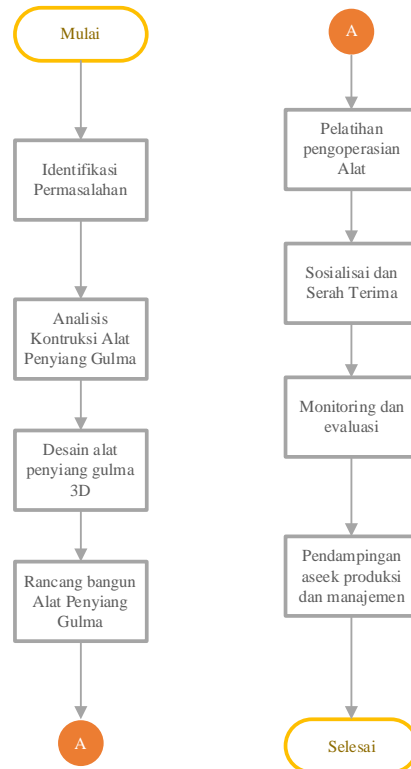 Mulai
Identifikasi
Permasalahan
Analisis
Kontruksi Alat
Penyiang Gulma
Desain alat
penyiang gulma
3D
Rancang bangun
Alat Penyiang
Gulma
A
A
Pelatihan
pengoperasian
Alat
Sosialisai dan
Serah Terima
Monitoring dan
evaluasi
Pendampingan
aseek produksi
dan manajemen
Selesai